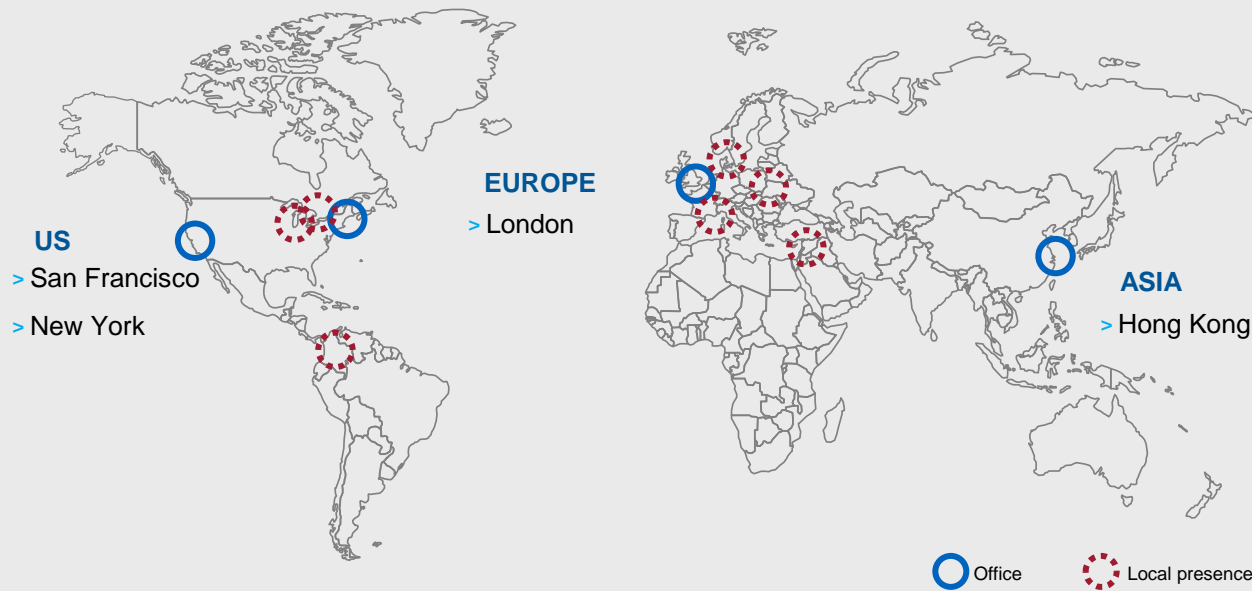 US
> San Francisco
> New York
EUROPE
> London
ASIA
> Hong Kong
Office
Local presence